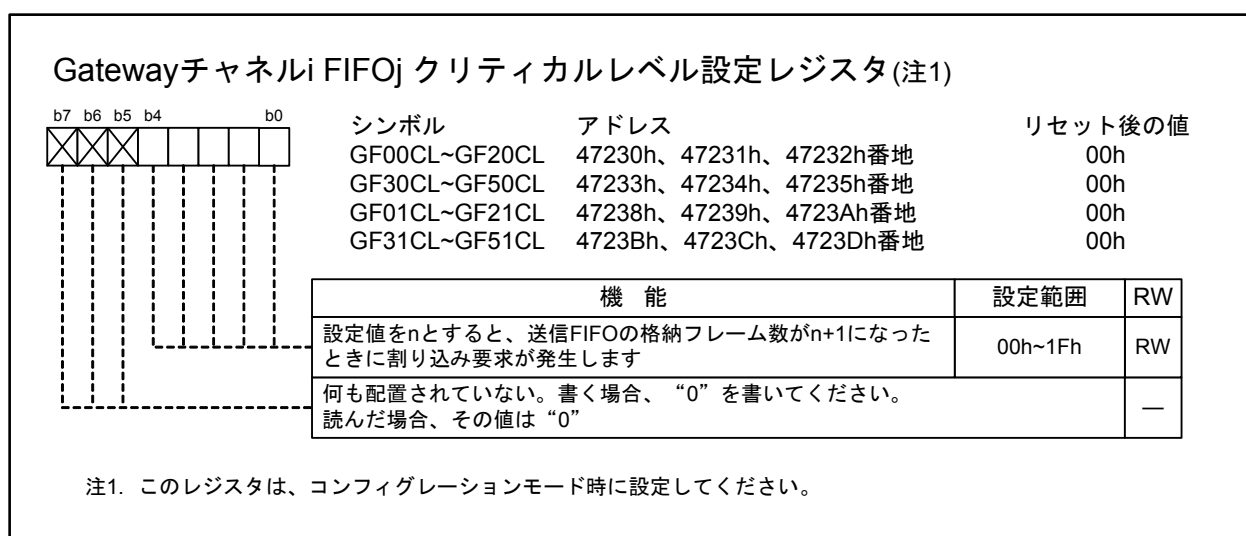 Gatewayチャネルi FIFOj クリティカルレベル設定レジスタ(注1)
b7 b6 b5 b4 b0
シンボル アドレス リセット後の値
GF00CL~GF20CL 47230h、47231h、47232h番地 00h
GF30CL~GF50CL 47233h、47234h、47235h番地 00h
GF01CL~GF21CL 47238h、47239h、4723Ah番地 00h
GF31CL~GF51CL 4723Bh、4723Ch、4723Dh番地 00h
機 能 設定範囲 RW
設定値をnとすると、送信FIFOの格納フレーム数がn+1になった
ときに割り込み要求が発生します 00h~1Fh RW
何も配置されていない。書く場合、“0”を書いてください。
読んだ場合、その値は“0” —
注1. このレジスタは、コンフィグレーションモード時に設定してください。